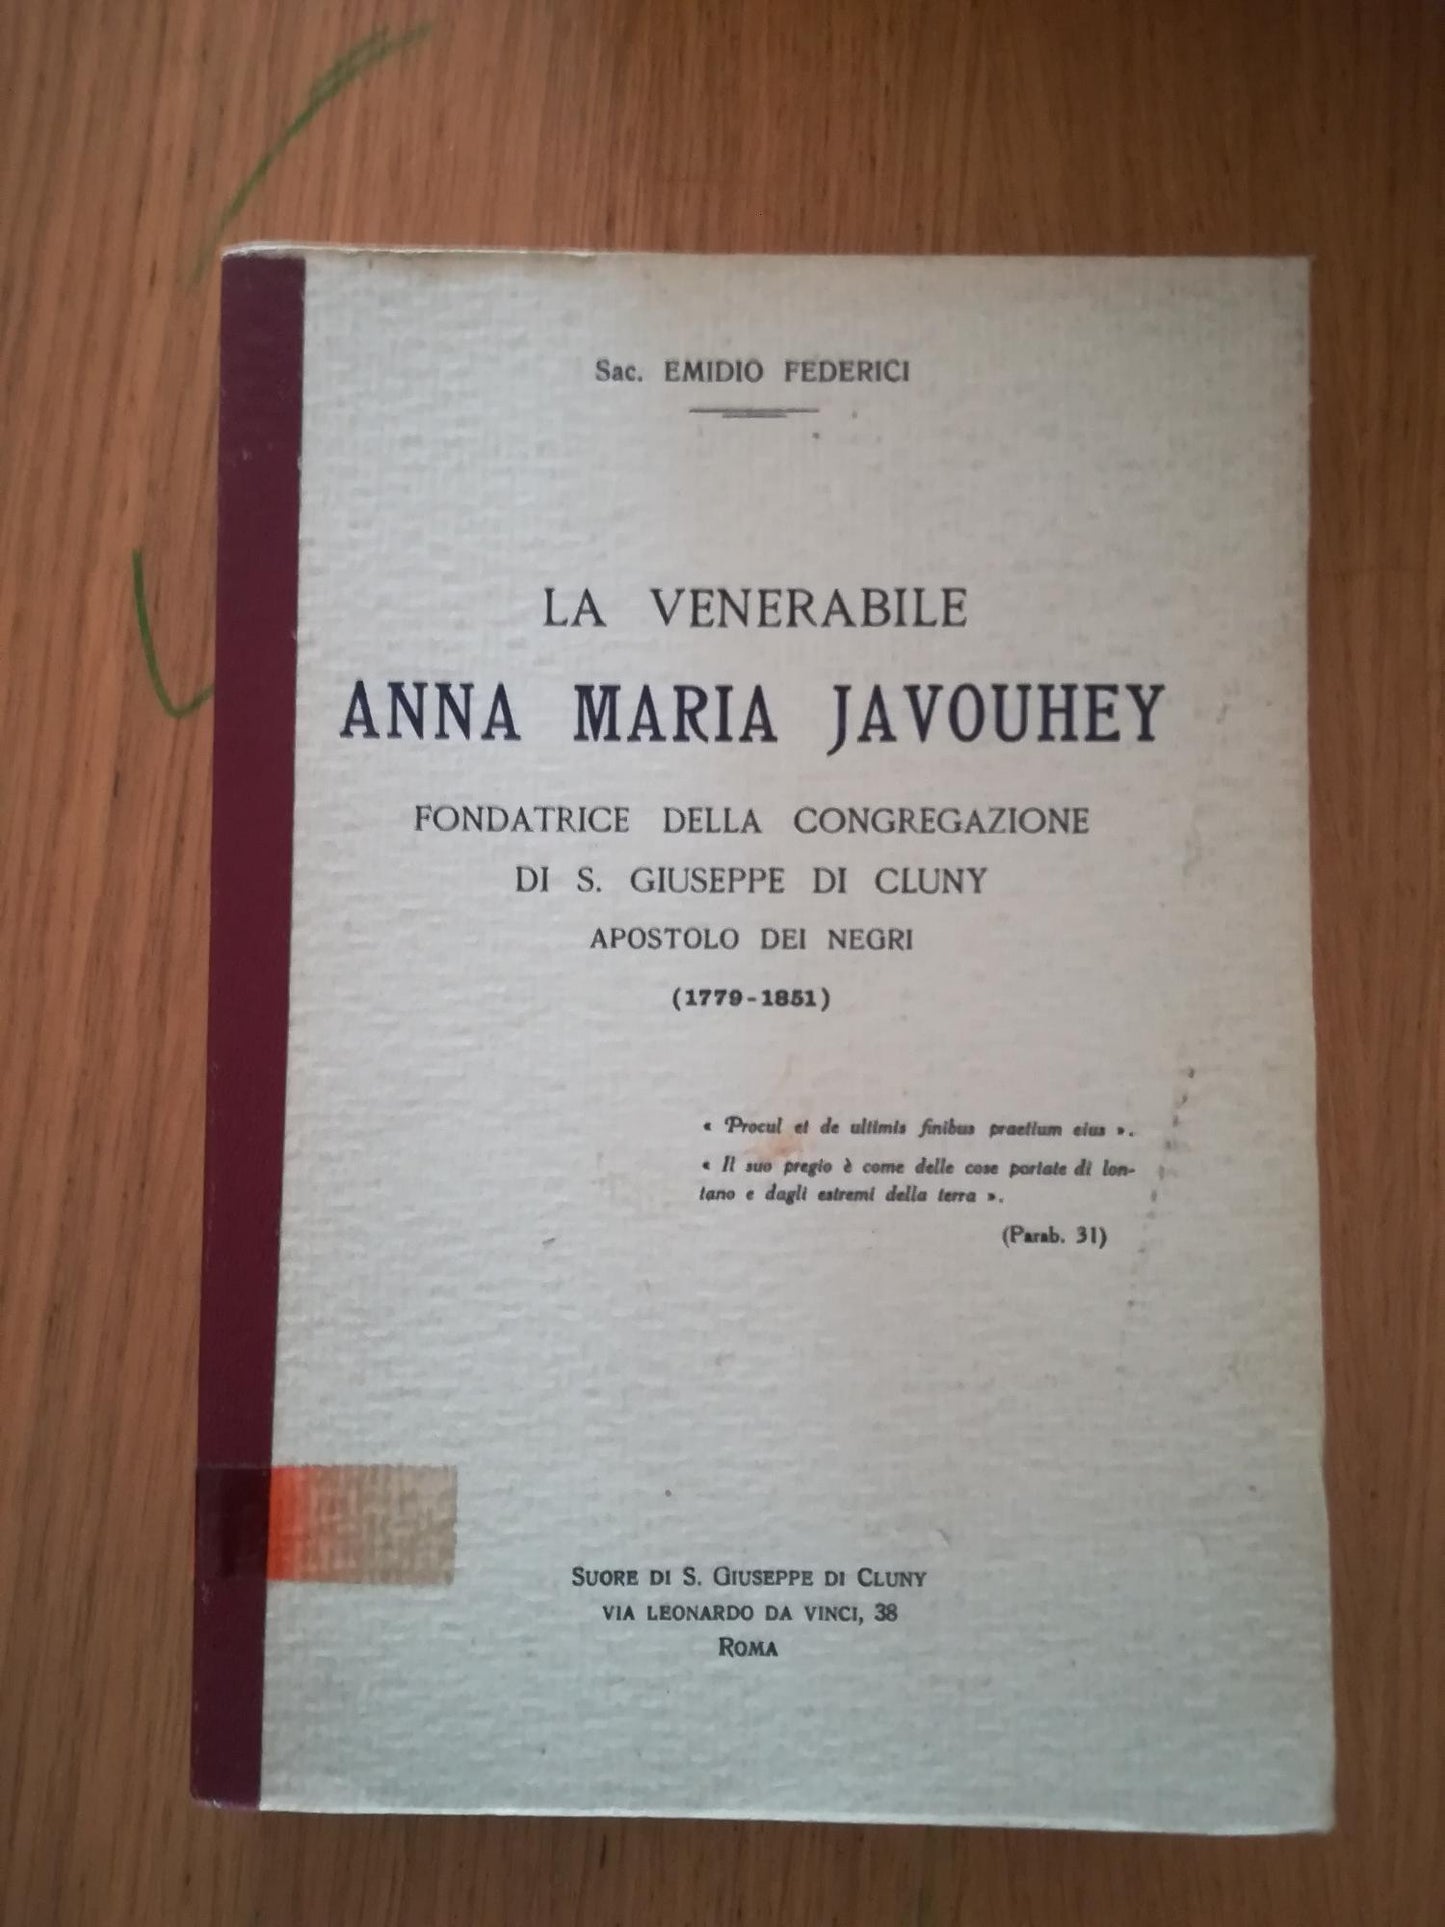 Sac. EMIDIO FEDERICI
LA VENERABILE
ANNA MARIA JAVOUHEY
FONDATRICE DELLA CONGREGAZIONE
DI S. GIUSEPPE DI CLUNY
APOSTOLO DEI NEGRI
(1779-1851)
« Procul et de ultimis finibus praetium eius ».
« Il suo pregio è come delle cose portate di lon-
tano e dagli estremi della terra ».
(Parab. 31)
SUORE DI S. GIUSEPPE DI CLUNY
VIA LEONARDO DA VINCI, 38
ROMA